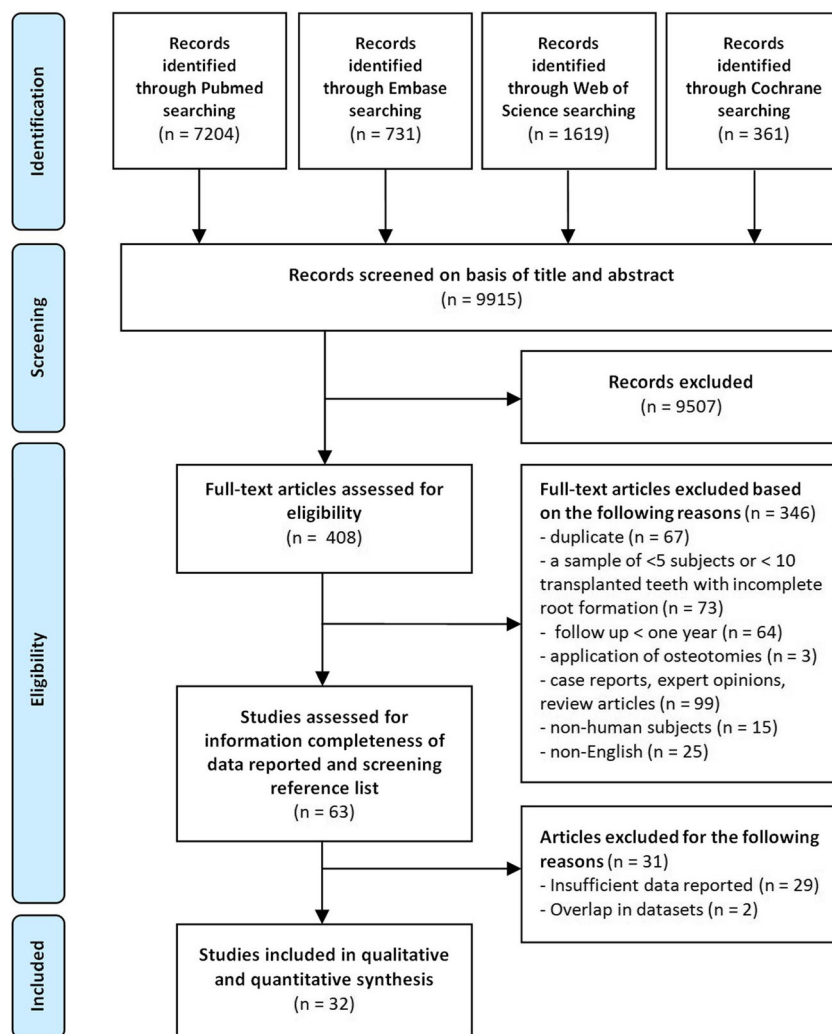 Identification
Records
identified
through Pubmed
searching
(n = 7204)
Records
identified
through Embase
searching
(n = 731)
Records
identified
through Web of
Science searching
(n = 1619)
Records
identified
through Cochrane
searching
(n = 361)
Screening
Records screened on basis of title and abstract
(n = 9915)
Records excluded
(n = 9507)
Eligibility
Full-text articles assessed for
eligibility
(n = 408)
Full-text articles excluded based
on the following reasons (n = 346)
- duplicate (n = 67)
- a sample of <5 subjects or < 10
transplanted teeth with incomplete
root formation (n = 73)
- follow up < one year (n = 64)
- application of osteotomies (n = 3)
- case reports, expert opinions,
review articles (n = 99)
- non-human subjects (n = 15)
- non-English (n = 25)
Studies assessed for
information completeness of
data reported and screening
reference list
(n = 63)
Articles excluded for the following
reasons (n = 31)
- Insufficient data reported (n = 29)
- Overlap in datasets (n = 2)
Included
Studies included in qualitative
and quantitative synthesis
(n = 32)